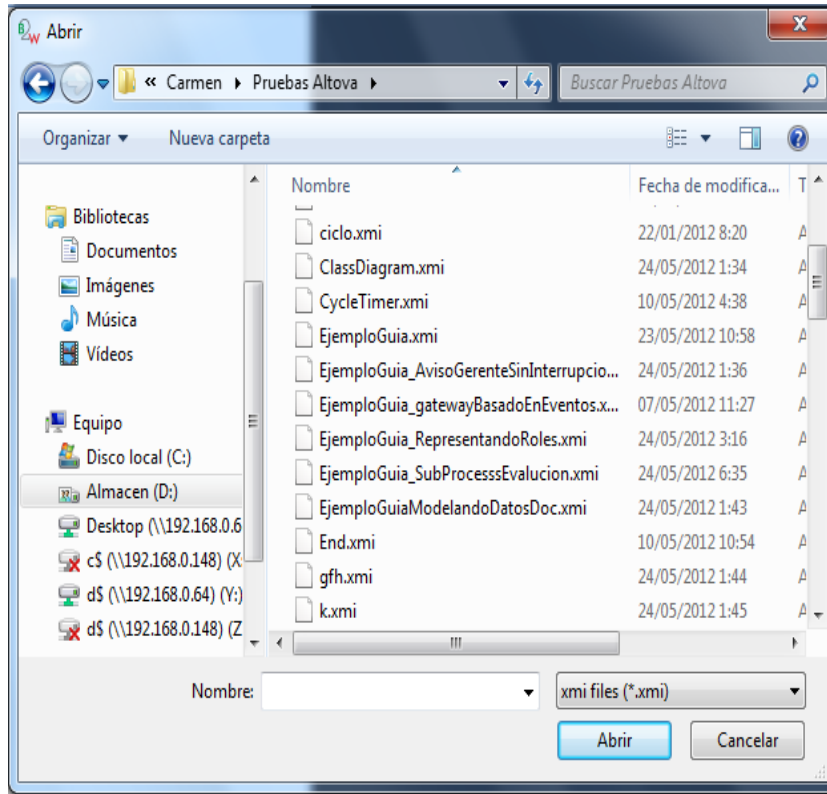 Abrir
« Carmen Pruebas Altova
Buscar Pruebas Altova
Organizar Nueva carpeta
Nombre Fecha de modifica... T
Bibliotecas
Documentos
Imágenes
Música
Vídeos
Equipo
Disco local (C:)
Almacen (D:)
Desktop (\\192.168.0.6
c$ (\\192.168.0.148) (X
d$ (\\192.168.0.64) (Y:)
d$ (\\192.168.0.148) (Z
ciclo.xmi 22/01/2012 8:20 A
ClassDiagram.xmi 24/05/2012 1:34 A
CycleTimer.xmi 10/05/2012 4:38 A
EjemploGuia.xmi 23/05/2012 10:58 A
EjemploGuia_AvisoGerenteSinInterrupcio... 24/05/2012 1:36 A
EjemploGuia_gatewayBasadoEnEventos.x... 07/05/2012 11:27 A
EjemploGuia_RepresentandoRoles.xmi 24/05/2012 3:16 A
EjemploGuia_SubProcesssEvalucion.xmi 24/05/2012 6:35 A
EjemploGuiaModelandoDatosDoc.xmi 24/05/2012 1:43 A
End.xmi 10/05/2012 10:54 A
gfh.xmi 24/05/2012 1:44 A
k.xmi 24/05/2012 1:45 A
Nombre:
xmi files (*.xmi)
Abrir Cancelar